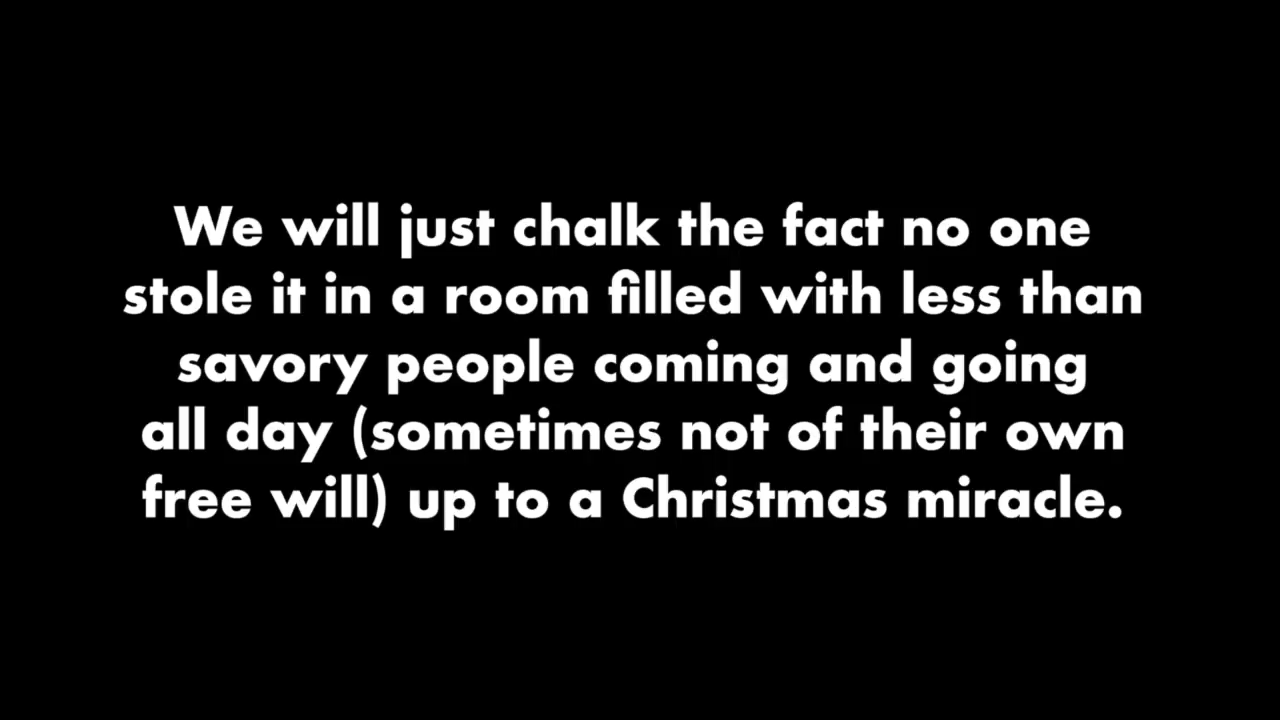 We will just chalk the fact no one
stole it in a room filled with less than
savory people coming and going
all day (sometimes not of their own
free will) up to a Christmas miracle.